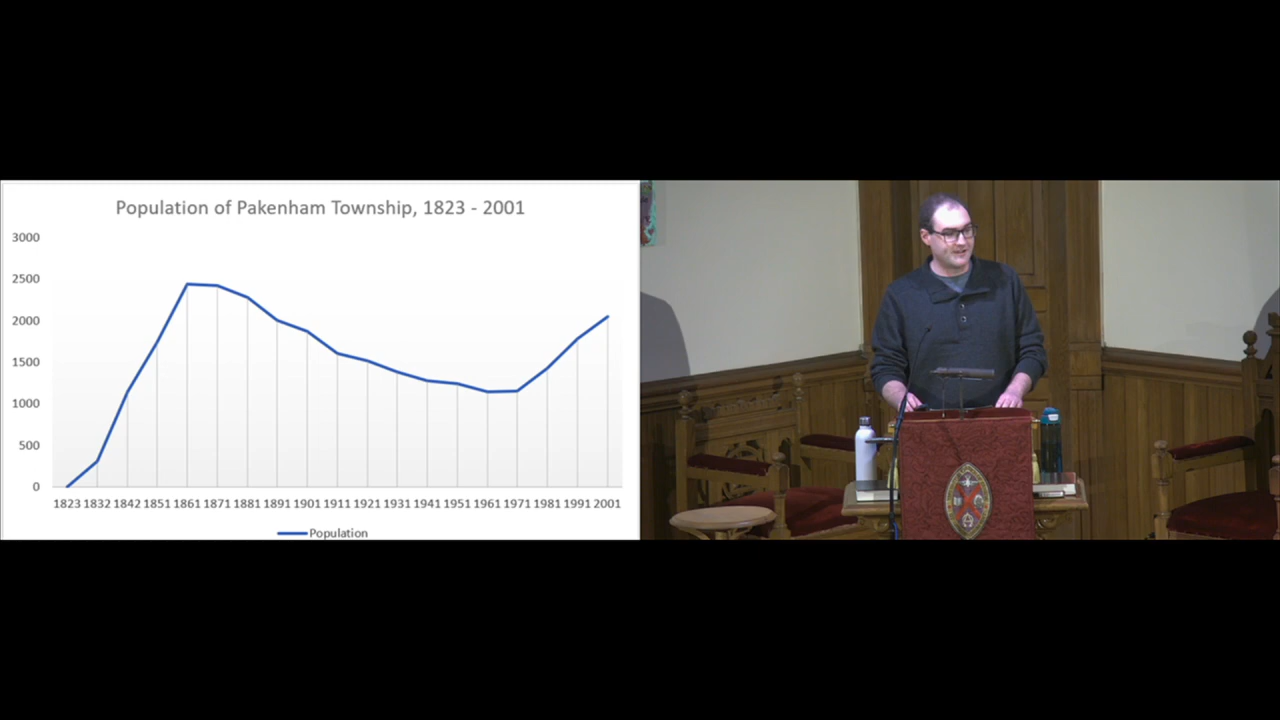 Population of Pakenham Township, 1823 - 2001
3000
2500
2000
1500
1000
500
0
1823 1832 1842 1851 1861 1871 1881 1891 1901 1911 1921 1931 1941 1951 1961 1971 1981 1991 2001
Population